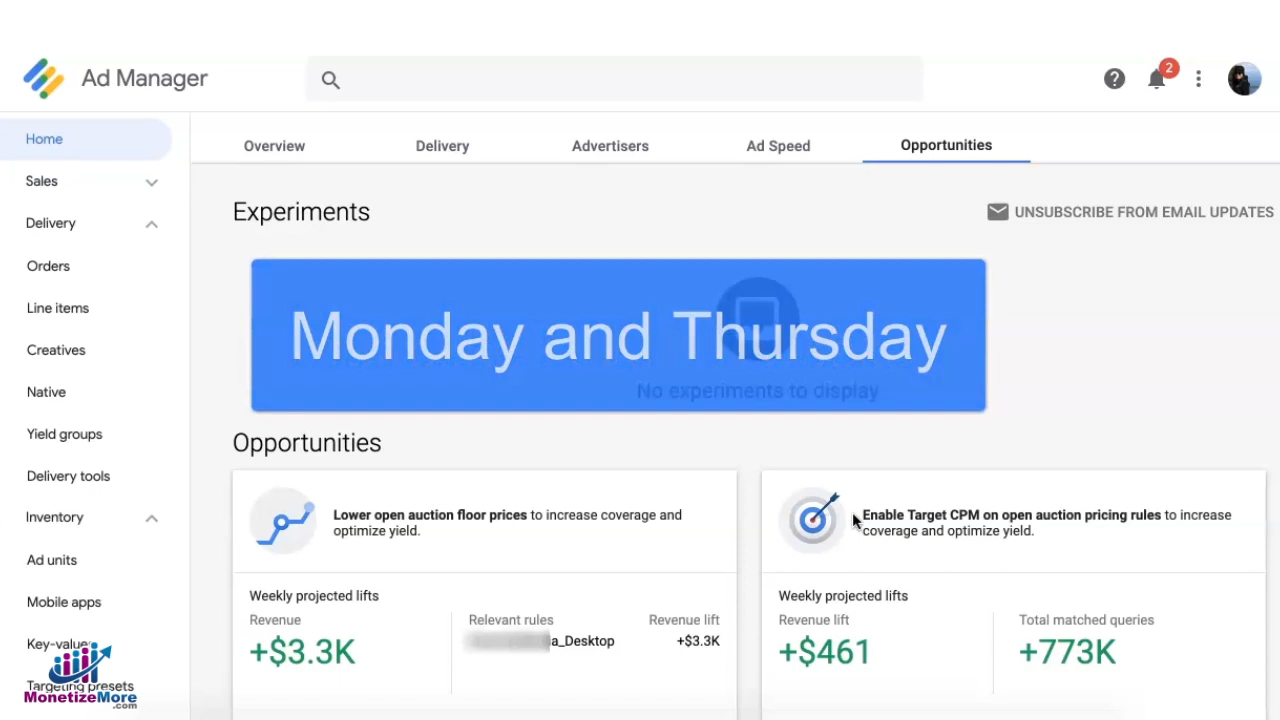 Ad Manager
2
Home
Overview
Delivery
Advertisers
Ad Speed
Opportunities
Sales
Delivery
Orders
Line items
Creatives
Native
Yield groups
Delivery tools
Inventory
Ad units
Mobile apps
Key-values
Targeting presets
MonetizeMore
.com
Experiments
UNSUBSCRIBE FROM EMAIL UPDATES
Monday and Thursday
No experiments to display
Opportunities
Lower open auction floor prices to increase coverage and
optimize yield.
Weekly projected lifts
Revenue
+$3.3K
Relevant rules
Revenue lift
a_Desktop
+$3.3K
Enable Target CPM on open auction pricing rules to increase
coverage and optimize yield.
Weekly projected lifts
Revenue lift
+$461
Total matched queries
+773K